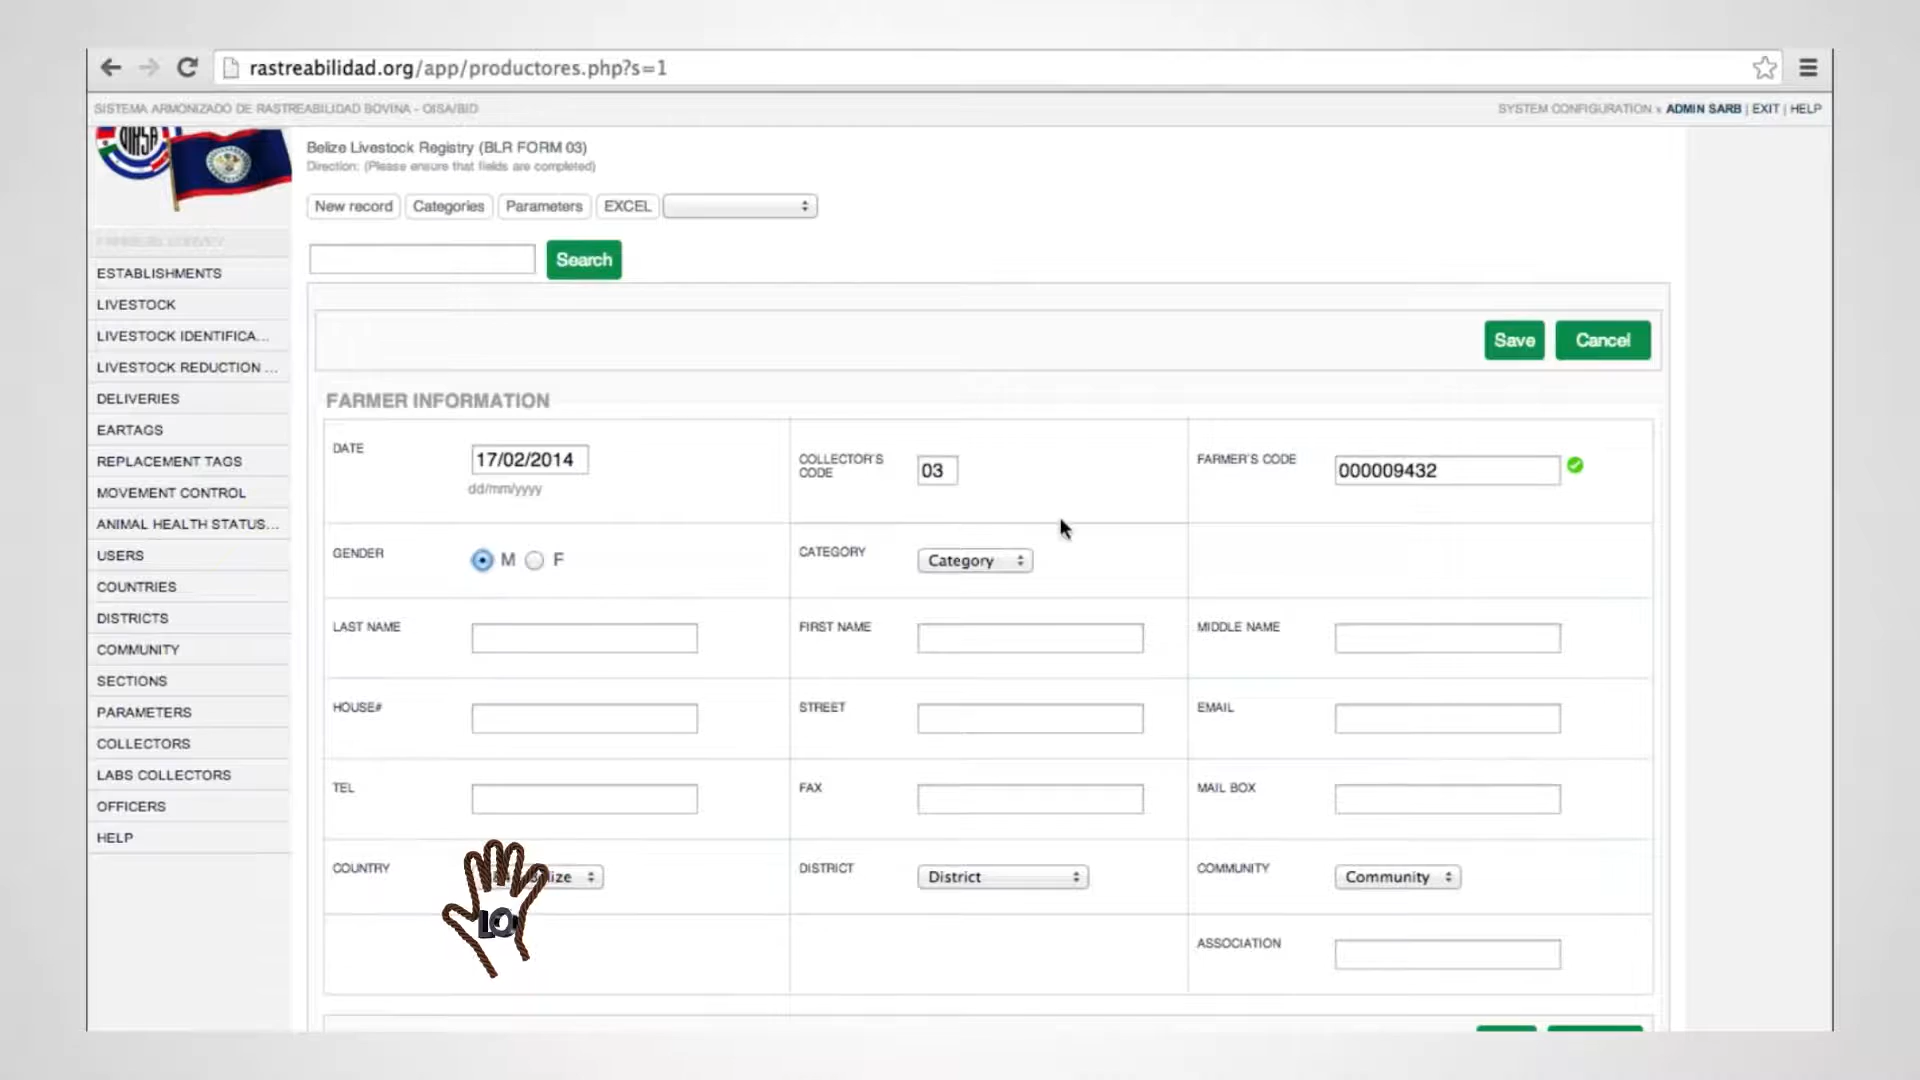 rastreabilidad.org/app/productores.php?s=1
SISTEMA ARMONIZADO DE RASTREABILIDAD BOVINA - OISA/BID
SYSTEM CONFIGURATION » ADMIN SARB | EXIT | HELP
OIRSA
Belize Livestock Registry (BLR FORM 03)
Direction: (Please ensure that fields are completed)
New record
Categories
Parameters
EXCEL
Search
ESTABLISHMENTS
LIVESTOCK
LIVESTOCK IDENTIFICA...
LIVESTOCK REDUCTION ...
DELIVERIES
EARTAGS
REPLACEMENT TAGS
MOVEMENT CONTROL
ANIMAL HEALTH STATUS...
USERS
COUNTRIES
DISTRICTS
COMMUNITY
SECTIONS
PARAMETERS
COLLECTORS
LABS COLLECTORS
OFFICERS
HELP
Save
Cancel
FARMER INFORMATION
DATE
17/02/2014
dd/mm/yyyy
COLLECTOR'S
CODE
03
FARMER'S CODE
000009432
GENDER
M
F
CATEGORY
Category
LAST NAME
FIRST NAME
MIDDLE NAME
HOUSE#
STREET
EMAIL
TEL
FAX
MAIL BOX
COUNTRY
DISTRICT
District
COMMUNITY
Community
ASSOCIATION